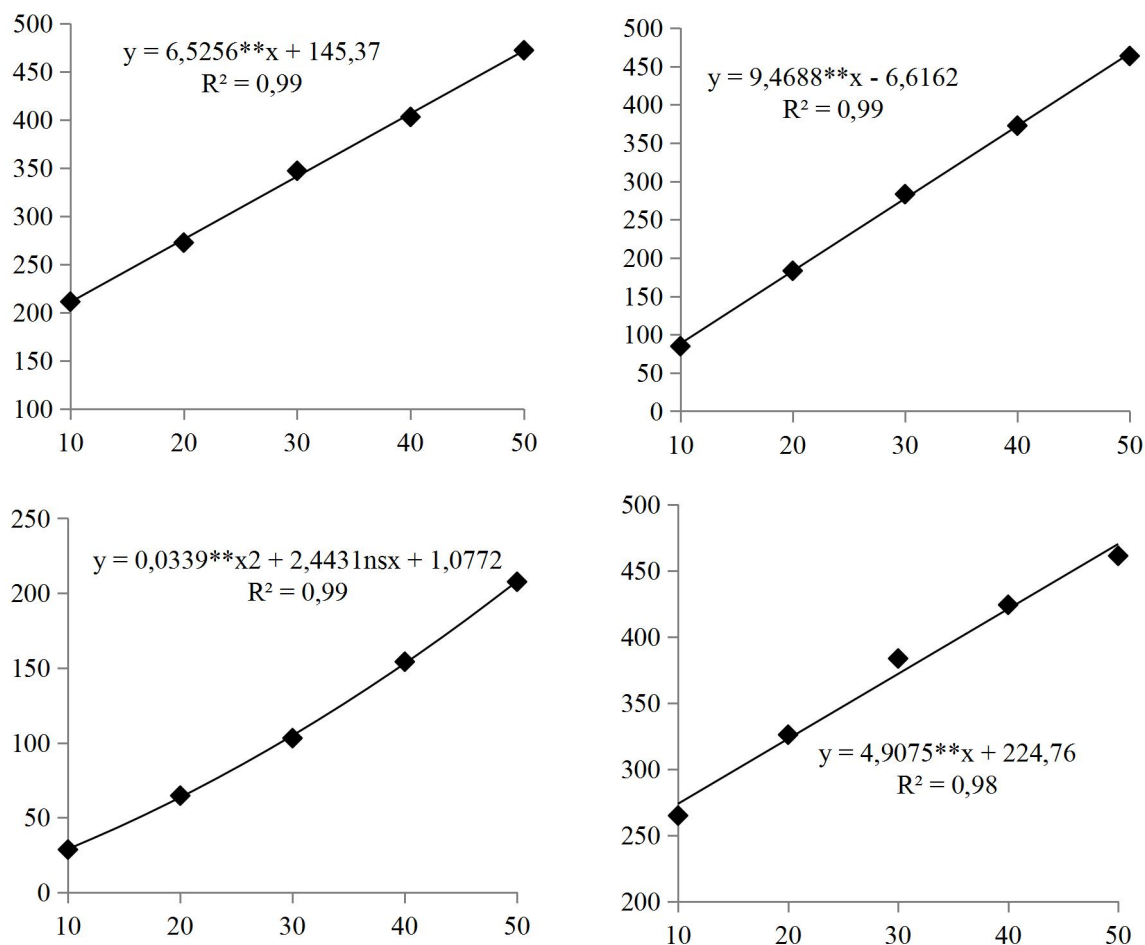 500
450
400
350
300
250
200
150
100
y = 6,5256**x + 145,37
R² = 0,99
10 20 30 40 50
500
450
400
350
300
250
200
150
100
50
0
y = 9,4688**x - 6,6162
R² = 0,99
10 20 30 40 50
250
200
150
100
50
0
y = 0,0339**x2 + 2,4431nsx + 1,0772
R² = 0,99
10 20 30 40 50
500
450
400
350
300
250
200
y = 4,9075**x + 224,76
R² = 0,98
10 20 30 40 50